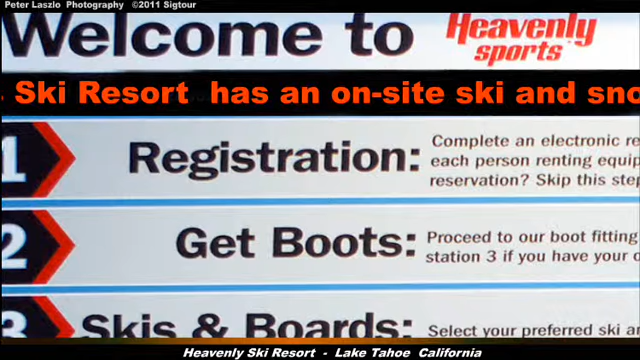 Peter Laszlo Photography ©2011 Sigtour
Welcome to Heavenly sports
Ski Resort has an on-site ski and sno
1 Registration: Complete an electronic re
each person renting equip
reservation? Skip this step
2 Get Boots: Proceed to our boot fitting
station 3 if you have your o
3 Skis & Boards: Select your preferred ski a
Heavenly Ski Resort - Lake Tahoe California